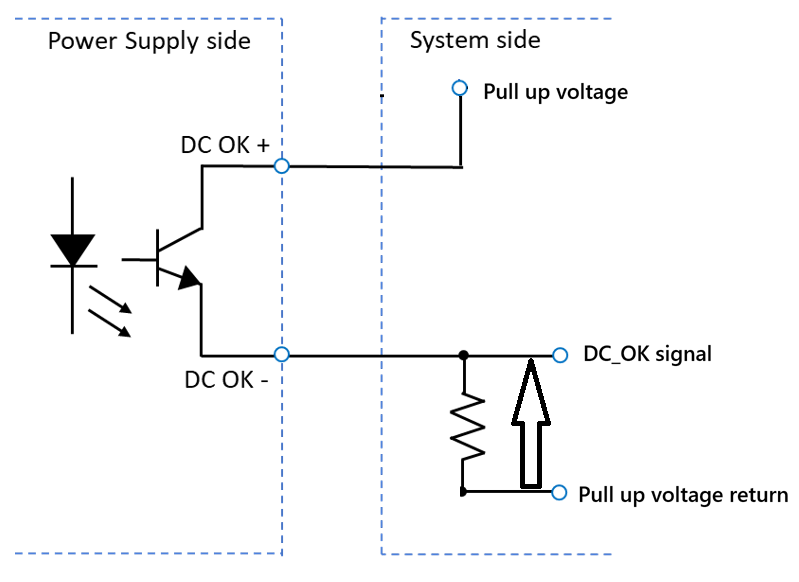 Power Supply side
System side
Pull up voltage
DC OK +
DC_OK signal
DC OK -
Pull up voltage return